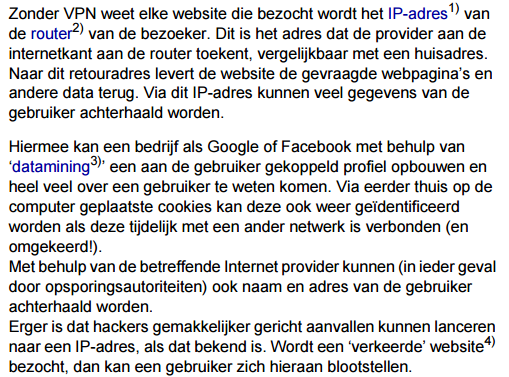 Zonder VPN weet elke website die bezocht wordt het IP-adres1) van
de router2) van de bezoeker. Dit is het adres dat de provider aan de
internetkant aan de router toekent, vergelijkbaar met een huisadres.
Naar dit retouradres levert de website de gevraagde webpagina's en
andere data terug. Via dit IP-adres kunnen veel gegevens van de
gebruiker achterhaald worden.
Hiermee kan een bedrijf als Google of Facebook met behulp van
‘datamining3)’ een aan de gebruiker gekoppeld profiel opbouwen en
heel veel over een gebruiker te weten komen. Via eerder thuis op de
computer geplaatste cookies kan deze ook weer geïdentificeerd
worden als deze tijdelijk met een ander netwerk is verbonden (en
omgekeerd!).
Met behulp van de betreffende Internet provider kunnen (in ieder geval
door opsporingsautoriteiten) ook naam en adres van de gebruiker
achterhaald worden.
Erger is dat hackers gemakkelijker gericht aanvallen kunnen lanceren
naar een IP-adres, als dat bekend is. Wordt een ‘verkeerde’ website4)
bezocht, dan kan een gebruiker zich hieraan blootstellen.